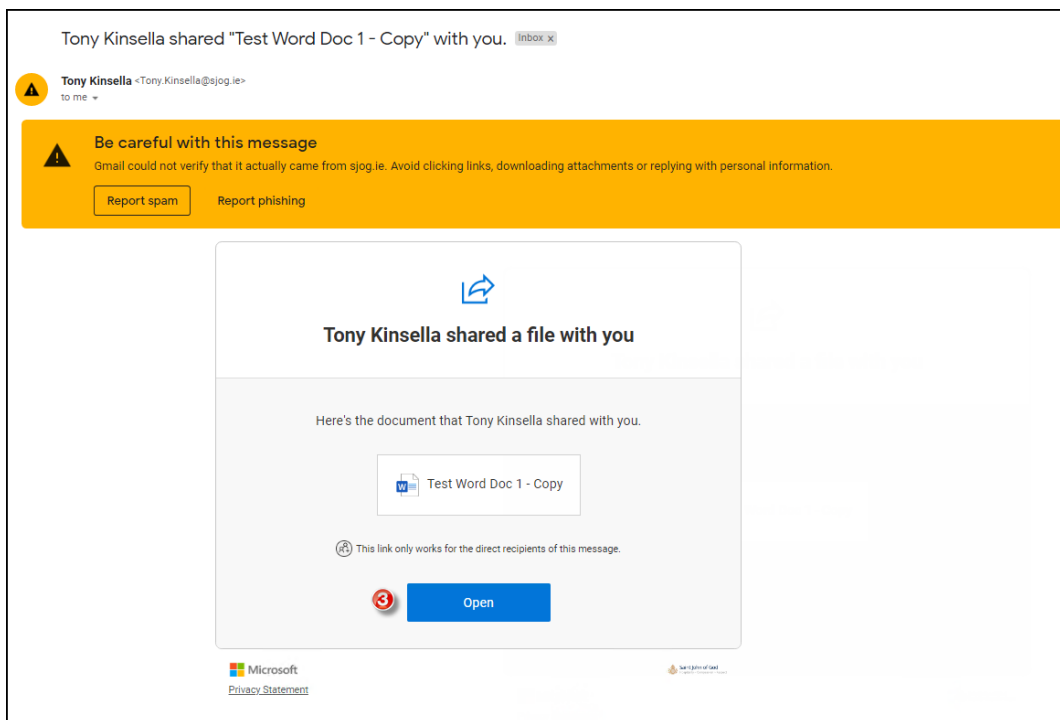 Tony Kinsella shared "Test Word Doc 1 - Copy" with you. Inbox x
Tony Kinsella <Tony.Kinsella@sjog.ie>
to me
Be careful with this message
Gmail could not verify that it actually came from sjog.ie. Avoid clicking links, downloading attachments or replying with personal information.
Report spam Report phishing
Tony Kinsella shared a file with you
Here's the document that Tony Kinsella shared with you.
W Test Word Doc 1 - Copy
This link only works for the direct recipients of this message.
3 Open
Microsoft
Saint John of God
Privacy Statement